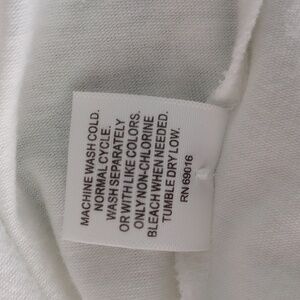 MACHINE WASH COLD.
NORMAL CYCLE.
WASH SEPARATELY
OR WITH LIKE COLORS.
ONLY NON-CHLORINE
BLEACH WHEN NEEDED.
TUMBLE DRY LOW.
RN 69016